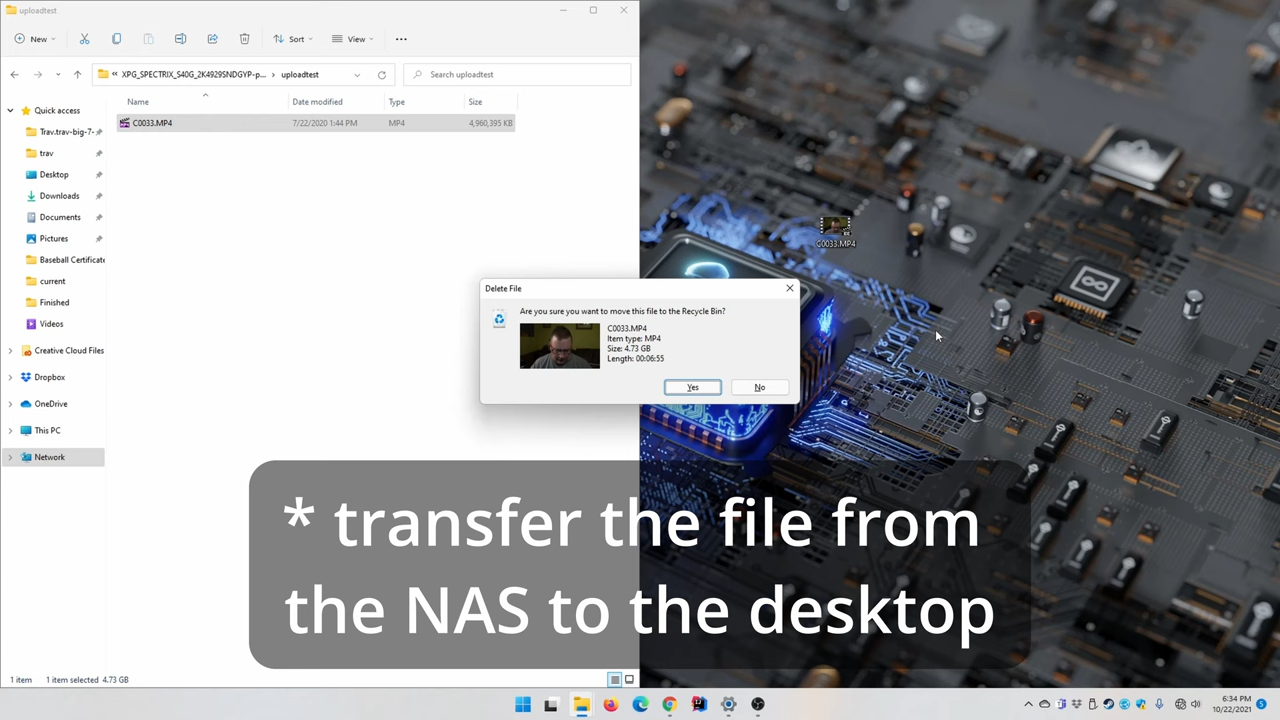 uploadtest
New
Sort
View
XPG_SPECTRIX_S40G_2K4929SNDGYP-p...
uploadtest
Search uploadtest
Name
Date modified
Type
Size
C0033.MP4
7/22/2020 1:44 PM
MP4
4,960,395 KB
Quick access
Trav.trav-big-7-
trav
Desktop
Downloads
Documents
Pictures
Baseball Certificate
current
Finished
Videos
Creative Cloud Files
Dropbox
OneDrive
This PC
Network
C0033.MP4
Delete File
Are you sure you want to move this file to the Recycle Bin?
C0033.MP4
Item type: MP4
Size: 4.73 GB
Length: 00:06:55
Yes
No
* transfer the file from
the NAS to the desktop
1 item
1 item selected 4.73 GB
6:34 PM
10/22/2021